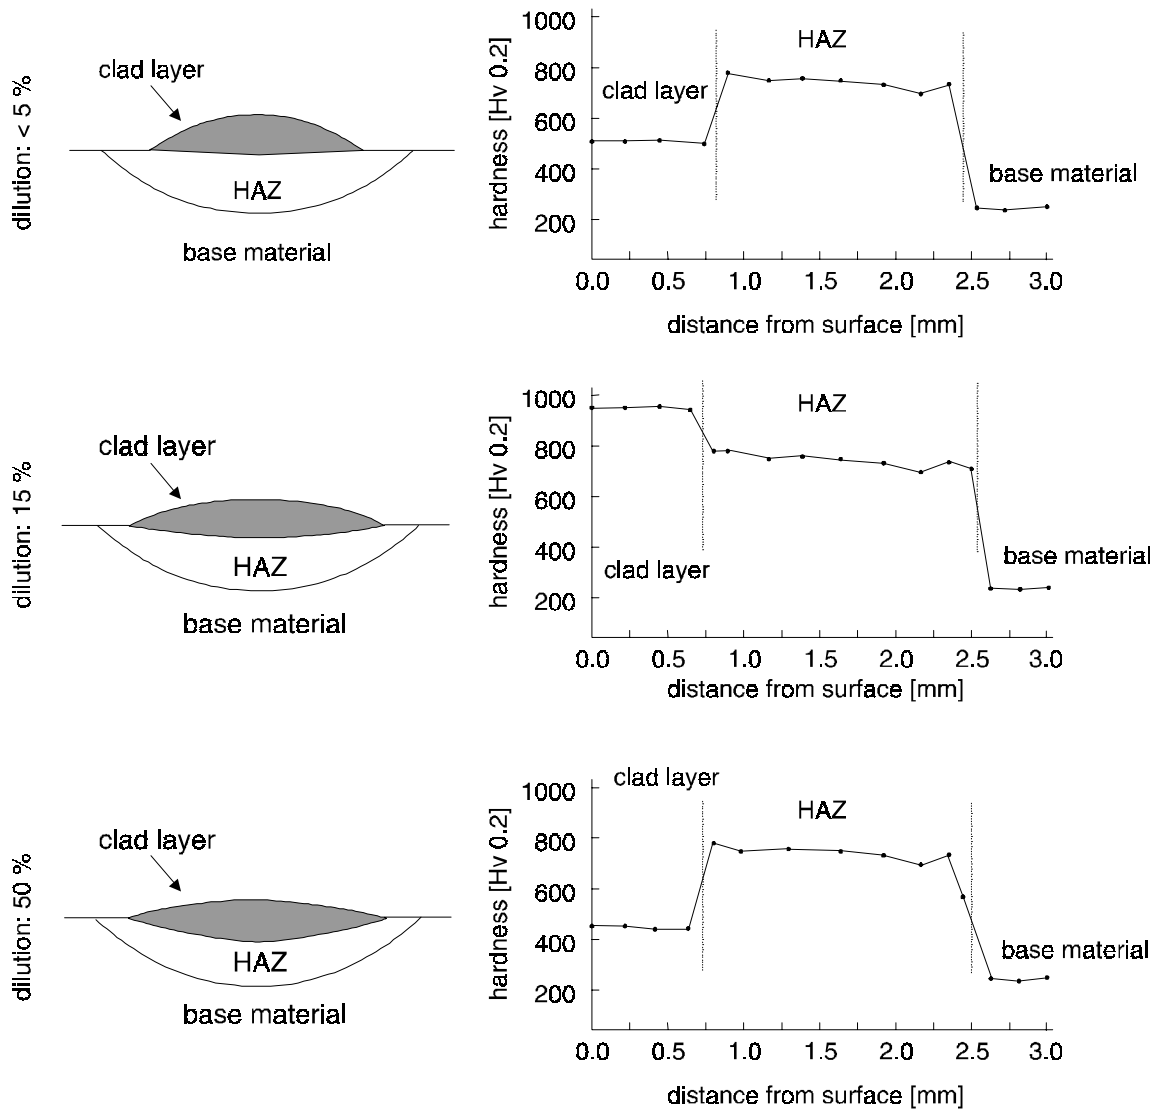 dilution: < 5 %
clad layer
HAZ
base material
hardness [Hv 0.2]
1000
800
600
400
200
clad layer
HAZ
base material
0.0 0.5 1.0 1.5 2.0 2.5 3.0
distance from surface [mm]
dilution: 15 %
clad layer
HAZ
base material
hardness [Hv 0.2]
1000
800
600
400
200
HAZ
clad layer
base material
0.0 0.5 1.0 1.5 2.0 2.5 3.0
distance from surface [mm]
dilution: 50 %
clad layer
HAZ
base material
hardness [Hv 0.2]
1000
800
600
400
200
clad layer
HAZ
base material
0.0 0.5 1.0 1.5 2.0 2.5 3.0
distance from surface [mm]